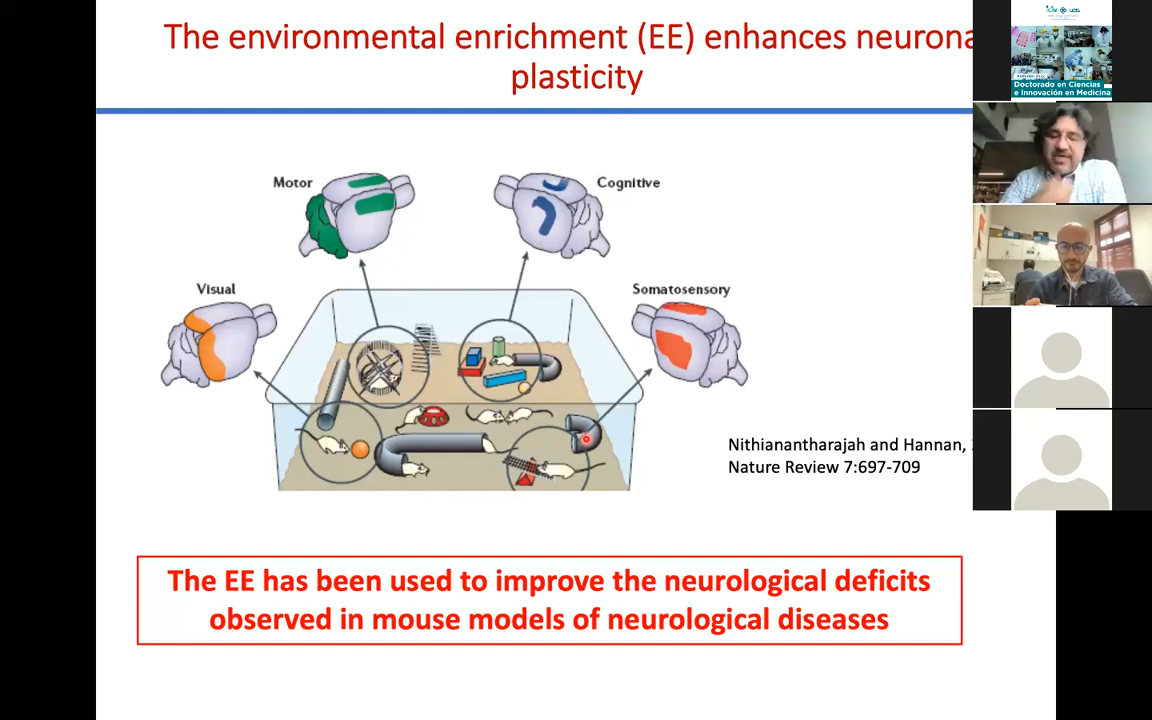 The environmental enrichment (EE) enhances neurona
plasticity
Motor
Cognitive
Visual
Somatosensory
Nithianantharajah and Hannan,
Nature Review 7:697-709
The EE has been used to improve the neurological deficits
observed in mouse models of neurological diseases
Doctorado en Ciencias
e Innovación en Medicina